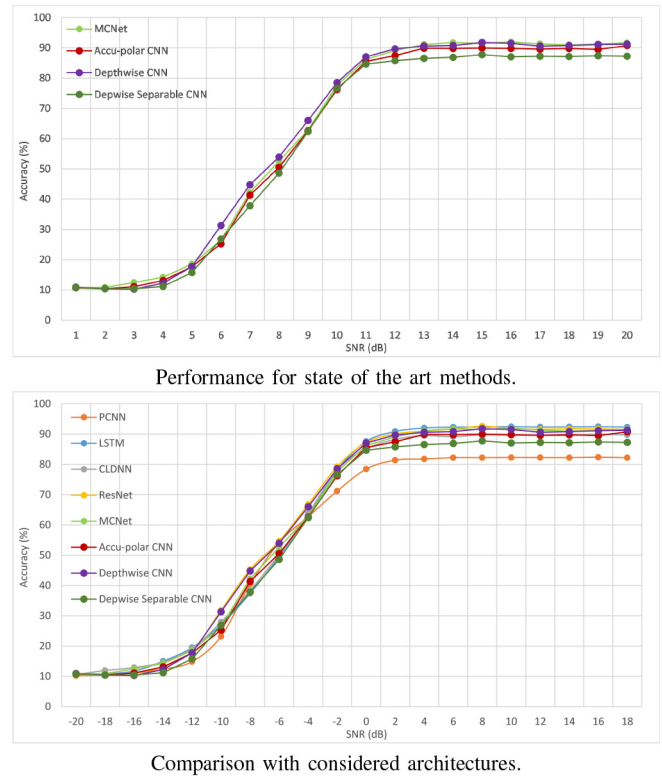 100
90
80
70
60
50
40
30
20
10
0
Accuracy (%)
MCNet
Accu-polar CNN
Depthwise CNN
Depwise Separable CNN
1 2 3 4 5 6 7 8 9 10 11 12 13 14 15 16 17 18 19 20
SNR (dB)
Performance for state of the art methods.
100
90
80
70
60
50
40
30
20
10
0
Accuracy (%)
PCNN
LSTM
CLDNN
ResNet
MCNet
Accu-polar CNN
Depthwise CNN
Depwise Separable CNN
-20 -18 -16 -14 -12 -10 -8 -6 -4 -2 0 2 4 6 8 10 12 14 16 18
SNR (dB)
Comparison with considered architectures.